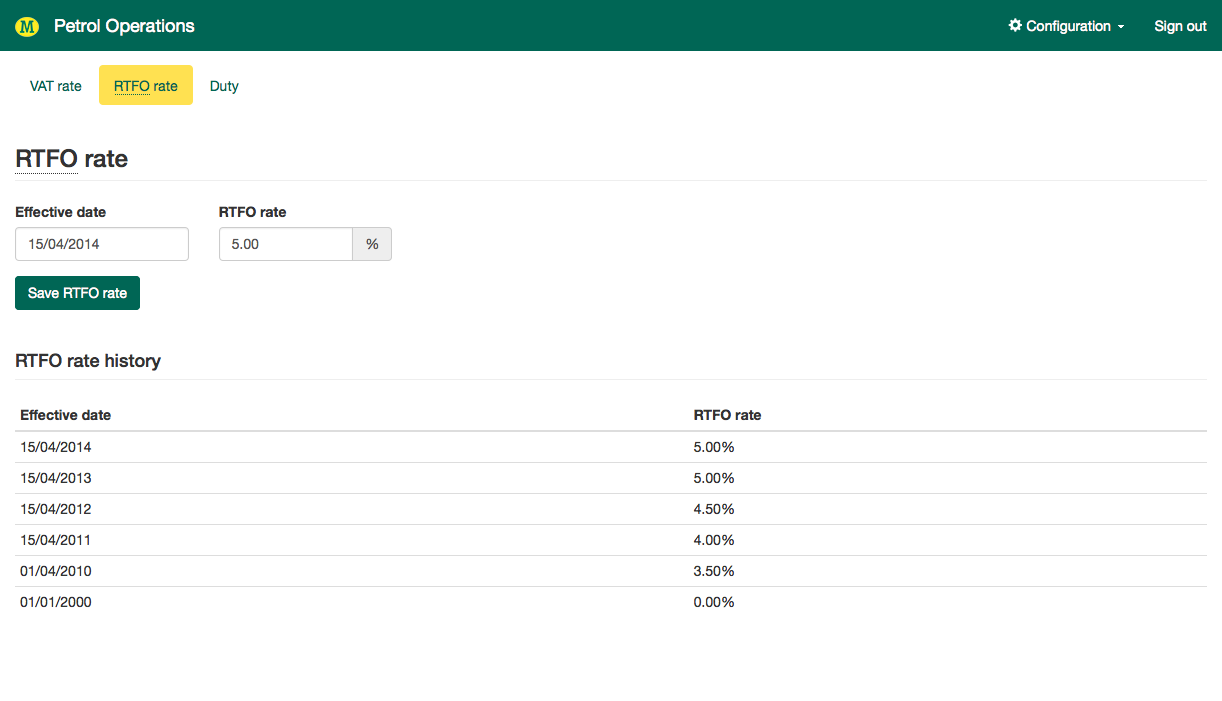 M Petrol Operations Configuration Sign out
VAT rate RTFO rate Duty
RTFO rate
Effective date RTFO rate
15/04/2014 5.00 %
Save RTFO rate
RTFO rate history
Effective date RTFO rate
15/04/2014 5.00%
15/04/2013 5.00%
15/04/2012 4.50%
15/04/2011 4.00%
01/04/2010 3.50%
01/01/2000 0.00%